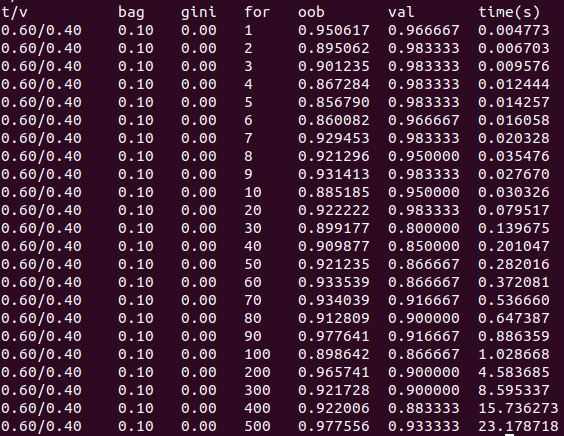 t/v bag gini for oob val time(s)
0.60/0.40 0.10 0.00 1 0.950617 0.966667 0.004773
0.60/0.40 0.10 0.00 2 0.895062 0.983333 0.006703
0.60/0.40 0.10 0.00 3 0.901235 0.983333 0.009576
0.60/0.40 0.10 0.00 4 0.867284 0.983333 0.012444
0.60/0.40 0.10 0.00 5 0.856790 0.983333 0.014257
0.60/0.40 0.10 0.00 6 0.860082 0.966667 0.016058
0.60/0.40 0.10 0.00 7 0.929453 0.983333 0.020328
0.60/0.40 0.10 0.00 8 0.921296 0.950000 0.035476
0.60/0.40 0.10 0.00 9 0.931413 0.983333 0.027670
0.60/0.40 0.10 0.00 10 0.885185 0.950000 0.030326
0.60/0.40 0.10 0.00 20 0.922222 0.983333 0.079517
0.60/0.40 0.10 0.00 30 0.899177 0.800000 0.139675
0.60/0.40 0.10 0.00 40 0.909877 0.850000 0.201047
0.60/0.40 0.10 0.00 50 0.921235 0.866667 0.282016
0.60/0.40 0.10 0.00 60 0.933539 0.866667 0.372081
0.60/0.40 0.10 0.00 70 0.934039 0.916667 0.536660
0.60/0.40 0.10 0.00 80 0.912809 0.900000 0.647387
0.60/0.40 0.10 0.00 90 0.977641 0.916667 0.886359
0.60/0.40 0.10 0.00 100 0.898642 0.866667 1.028668
0.60/0.40 0.10 0.00 200 0.965741 0.900000 4.583685
0.60/0.40 0.10 0.00 300 0.921728 0.900000 8.595337
0.60/0.40 0.10 0.00 400 0.922006 0.883333 15.736273
0.60/0.40 0.10 0.00 500 0.977556 0.933333 23.178718